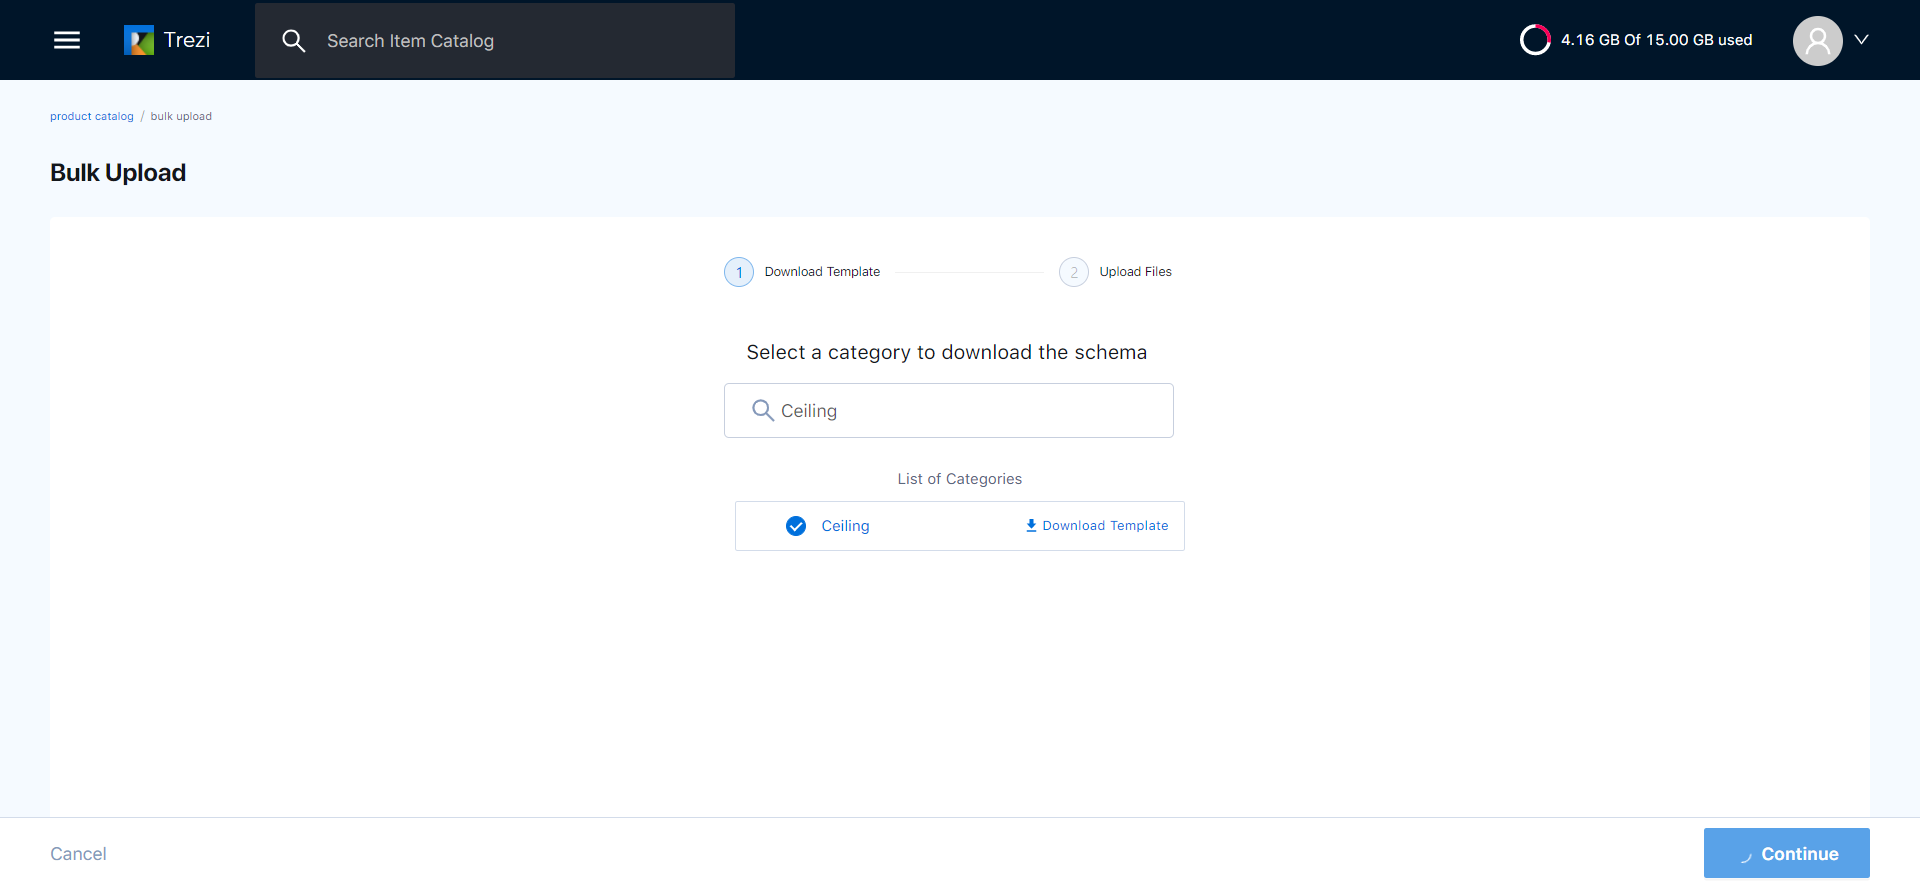 Trezi
Search Item Catalog
4.16 GB Of 15.00 GB used
product catalog / bulk upload
Bulk Upload
1 Download Template
2 Upload Files
Select a category to download the schema
Ceiling
List of Categories
Ceiling
Download Template
Cancel
Continue